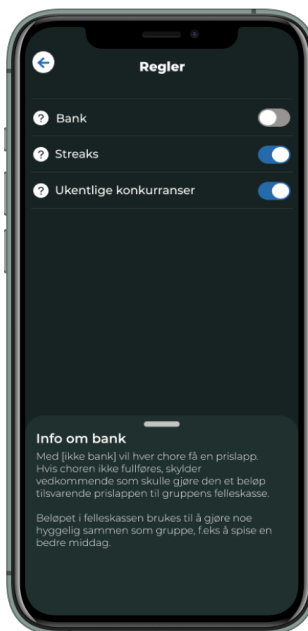 Regler
? Bank
? Streaks
? Ukentlige konkurranser
Info om bank
Med [ikke bank] vil hver chore få en prislapp.
Hvis choren ikke fullføres, skylder
vedkommende som skulle gjøre den et beløp
tilsvarende prislappen til gruppens felleskasse.
Beløpet i felleskassen brukes til å gjøre noe
hyggelig sammen som gruppe, f.eks å spise en
bedre middag.